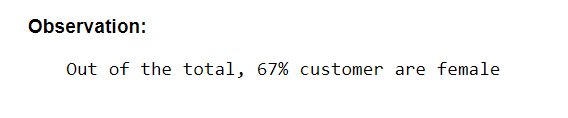 Observation:
Out of the total, 67% customer are female